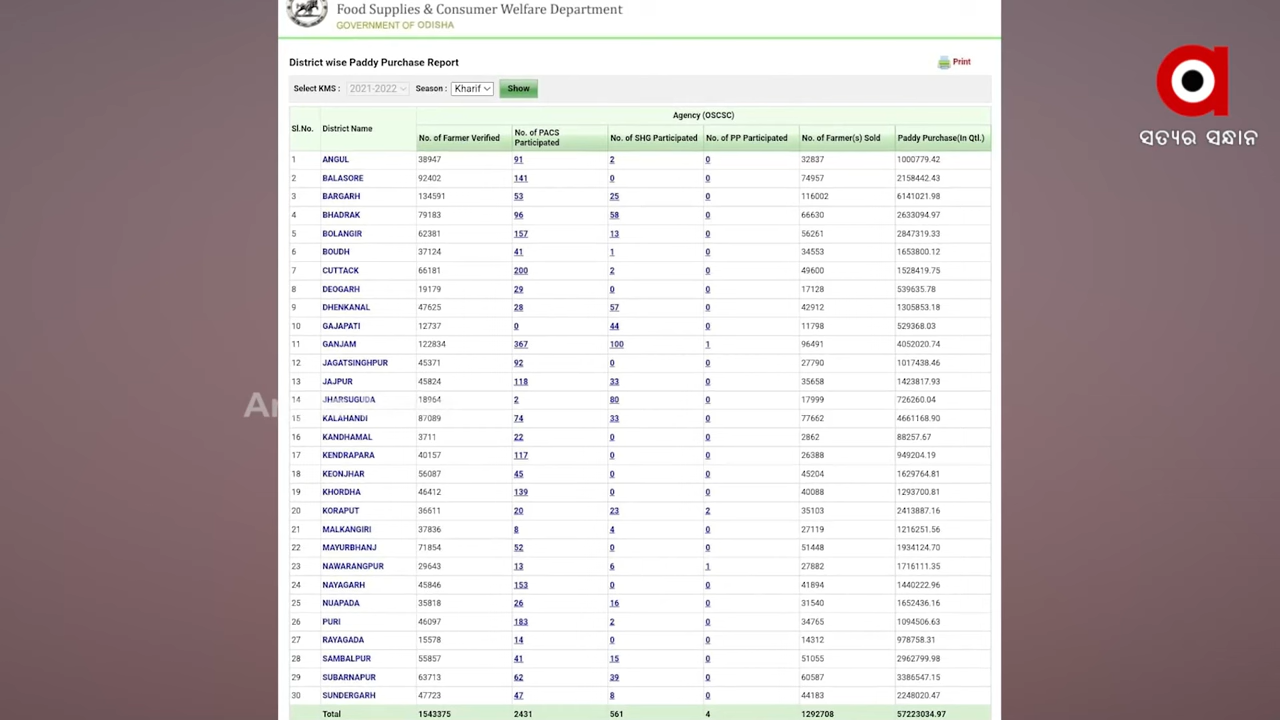 Food Supplies & Consumer Welfare Department
GOVERNMENT OF ODISHA
ସତ୍ୟର ସନ୍ଧାନ
District wise Paddy Purchase Report Print
Select KMS : 2021-2022 Season : Kharif Show
Sl.No. District Name Agency (OSCSC)
No. of Farmer Verified No. of PACS Participated No. of SHG Participated No. of PP Participated No. of Farmer(s) Sold Paddy Purchase(In Qtl.)
1 ANGUL 38947 91 2 0 32837 1000779.42
2 BALASORE 92402 141 0 0 74957 2158442.43
3 BARGARH 134591 53 25 0 116002 6141021.98
4 BHADRAK 79183 96 58 0 66630 2633094.97
5 BOLANGIR 62381 157 13 0 56261 2847319.33
6 BOUDH 37124 41 1 0 34553 1653800.12
7 CUTTACK 66181 200 2 0 49600 1528419.75
8 DEOGARH 19179 29 0 0 17128 539635.78
9 DHENKANAL 47625 28 57 0 42912 1305853.18
10 GAJAPATI 12737 0 44 0 11798 529368.03
11 GANJAM 122834 367 100 1 96491 4052020.74
12 JAGATSINGHPUR 45371 92 0 0 27790 1017438.46
13 JAJPUR 45824 118 33 0 35658 1423817.93
14 JHARSUGUDA 18964 2 80 0 17999 726260.04
15 KALAHANDI 87089 74 33 0 77662 4661168.90
16 KANDHAMAL 3711 22 0 0 2862 88257.67
17 KENDRAPARA 40157 117 0 0 26388 949204.19
18 KEONJHAR 56087 45 0 0 45204 1629764.81
19 KHORDHA 46412 139 0 0 40088 1293700.81
20 KORAPUT 36611 20 23 2 35103 2413887.16
21 MALKANGIRI 37836 8 4 0 27119 1216251.56
22 MAYURBHANJ 71854 52 0 0 51448 1934124.70
23 NAWARANGPUR 29643 13 6 1 27882 1716111.35
24 NAYAGARH 45846 153 0 0 41894 1440222.96
25 NUAPADA 35818 26 16 0 31540 1652436.16
26 PURI 46097 183 2 0 34765 1094506.63
27 RAYAGADA 15578 14 0 0 14312 978758.31
28 SAMBALPUR 55857 41 15 0 51055 2962799.98
29 SUBARNAPUR 63713 62 39 0 60587 3386547.15
30 SUNDERGARH 47723 47 8 0 44183 2248020.47
Total 1543375 2431 561 4 1292708 57223034.97